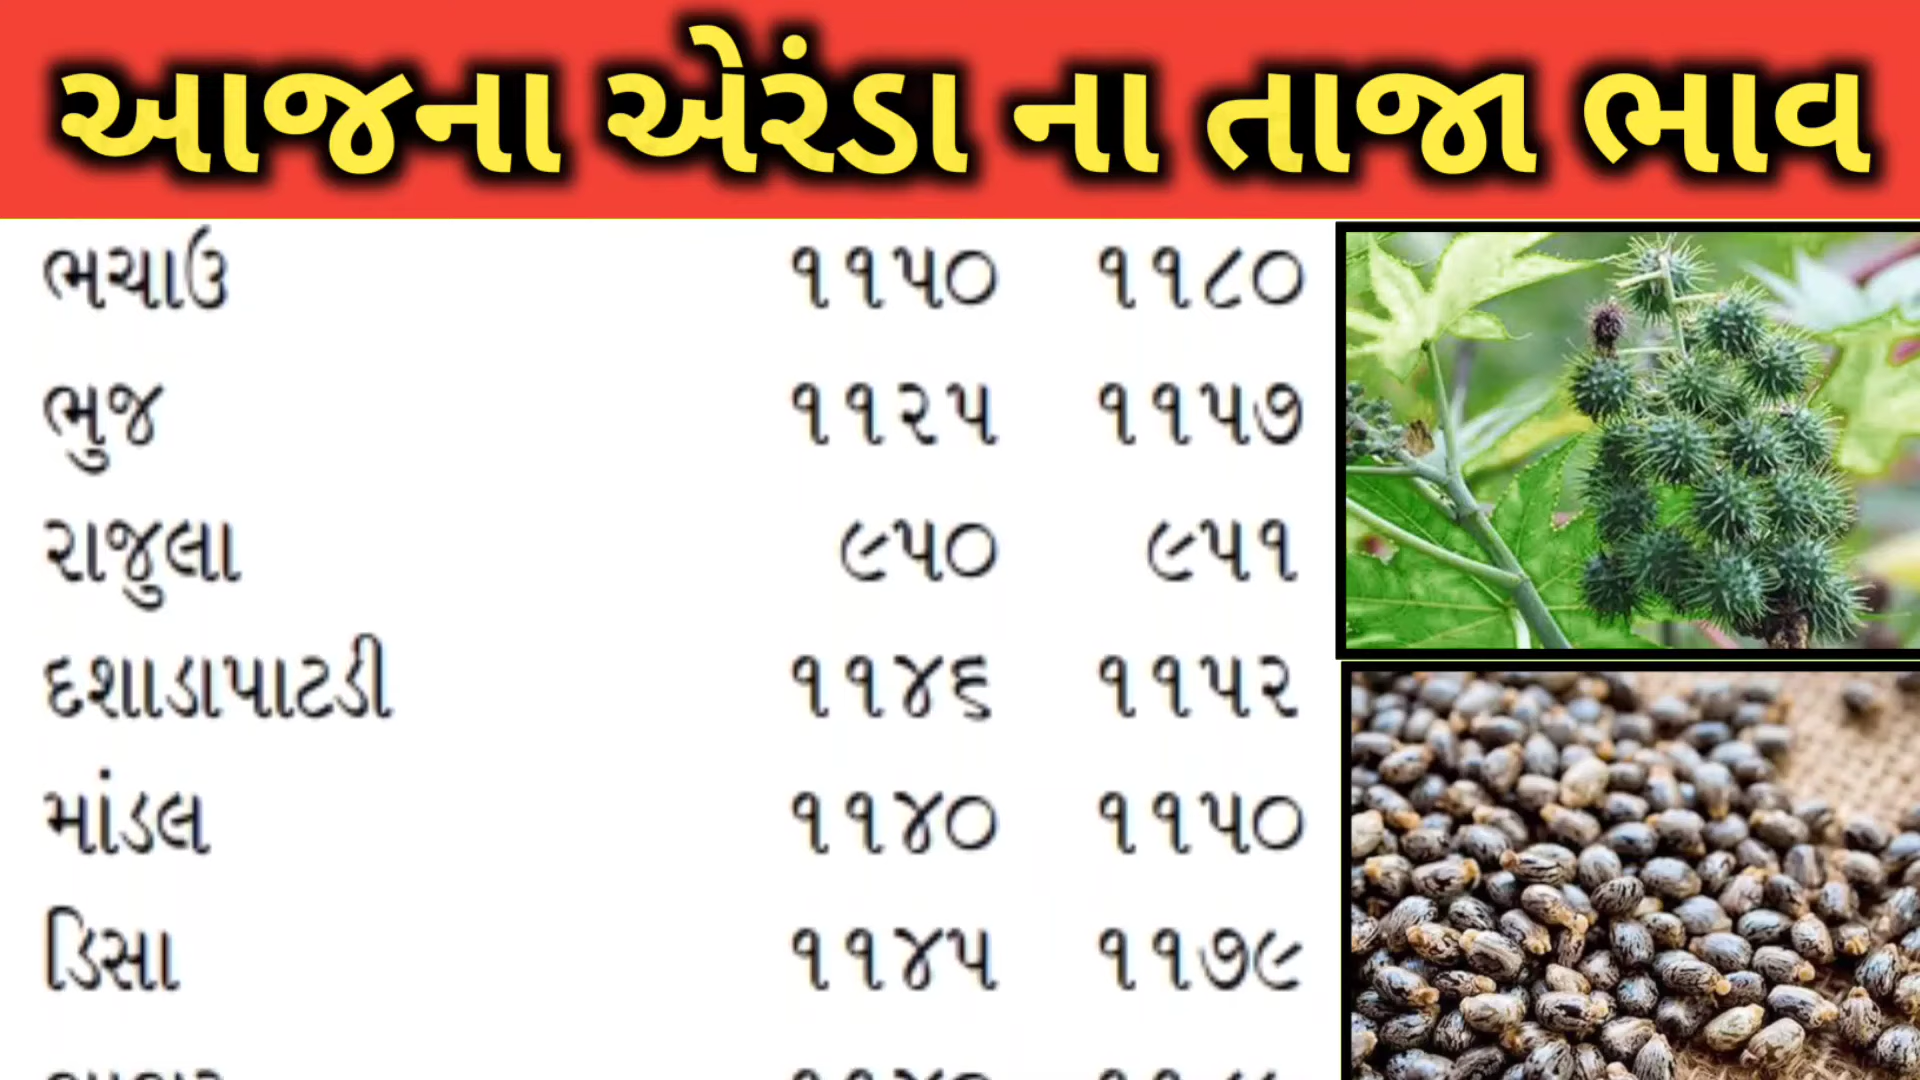 આજના એરંડા ના તાજા ભાવ
ભચાઉ ૧૧૫૦ ૧૧૮૦
ભુજ ૧૧૨૫ ૧૧૫૭
રાજુલા ૯૫૦ ૯૫૧
દશાડાપાટડી ૧૧૪૬ ૧૧૫૨
માંડલ ૧૧૪૦ ૧૧૫૦
ડિસા ૧૧૪૫ ૧૧૭૯